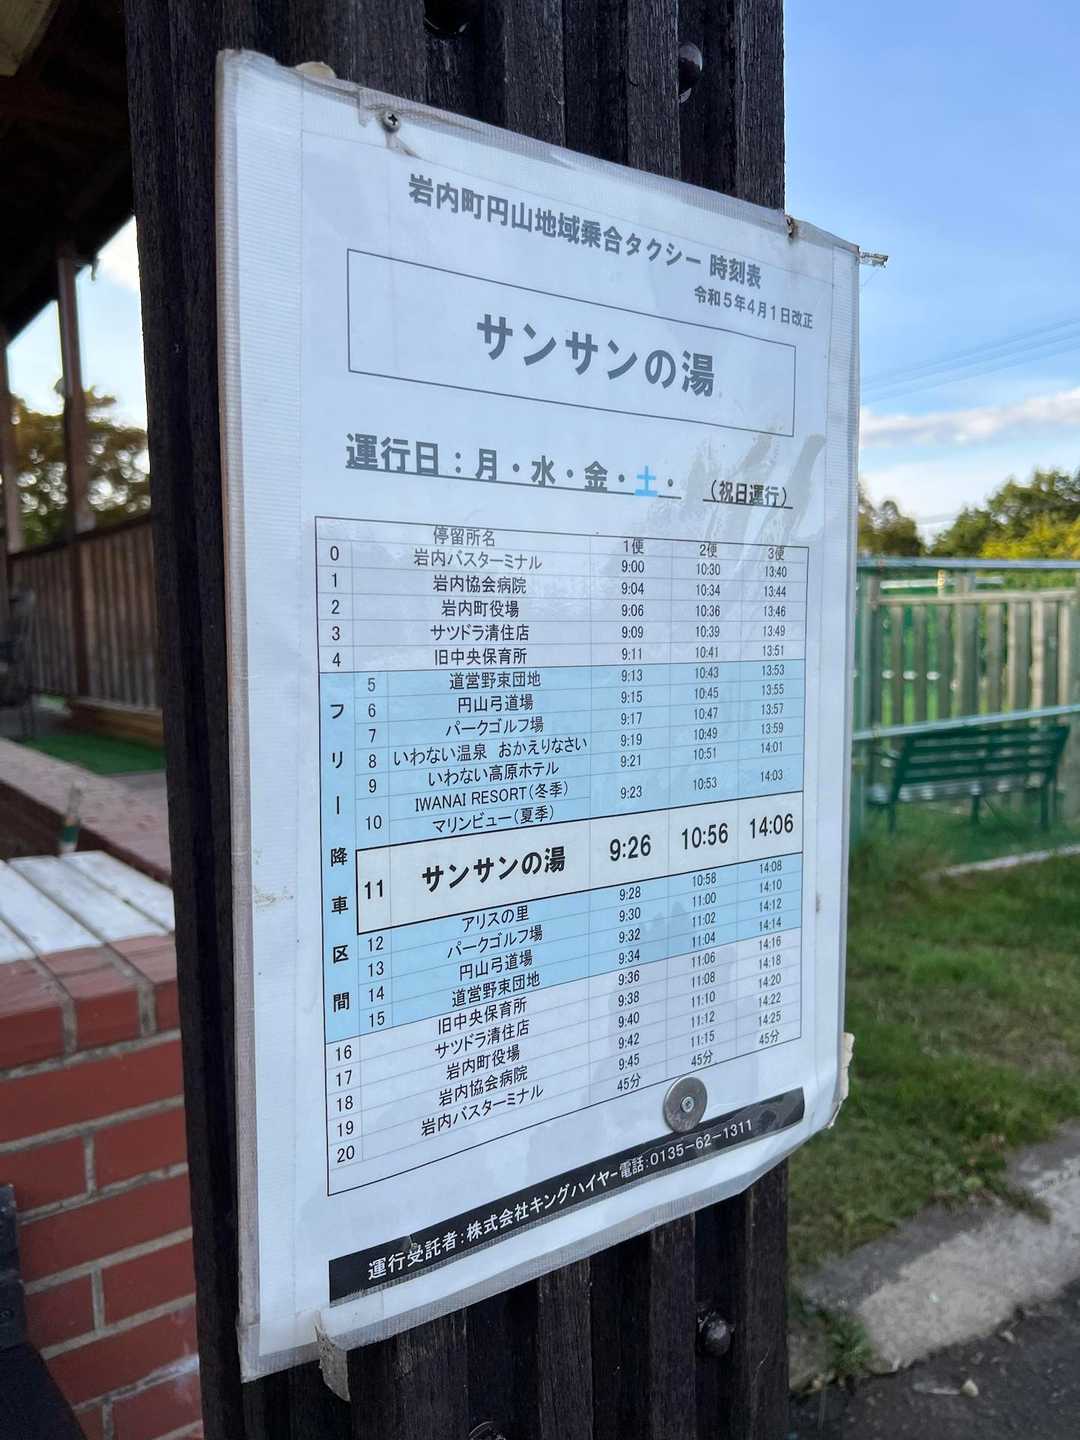 岩内町円山地域乗合タクシー 時刻表
令和5年4月1日改正
サンサンの湯
運行日：月・水・金・土・ （祝日運行）
停留所名 1便 2便 3便
0 岩内バスターミナル 9:00 10:30 13:40
1 岩内協会病院 9:04 10:34 13:44
2 岩内町役場 9:06 10:36 13:46
3 サツドラ清住店 9:09 10:39 13:49
4 旧中央保育所 9:11 10:41 13:51
フリー降車区間
5 道営野束団地 9:13 10:43 13:53
6 円山弓道場 9:15 10:45 13:55
7 パークゴルフ場 9:17 10:47 13:57
8 いわない温泉 おかえりなさい 9:19 10:49 13:59
9 いわない高原ホテル 9:21 10:51 14:01
10 IWANAI RESORT（冬季）
マリンビュー（夏季） 9:23 10:53 14:03
11 サンサンの湯 9:26 10:56 14:06
12 アリスの里 9:28 10:58 14:08
13 パークゴルフ場 9:30 11:00 14:10
14 円山弓道場 9:32 11:02 14:12
15 道営野束団地 9:34 11:04 14:14
16 旧中央保育所 9:36 11:06 14:16
17 サツドラ清住店 9:38 11:08 14:18
18 岩内町役場 9:40 11:10 14:20
19 岩内協会病院 9:42 11:12 14:22
20 岩内バスターミナル 9:45 11:15 14:25
45分 45分 45分
運行受託者：株式会社キングハイヤー電話：0135-62-1311